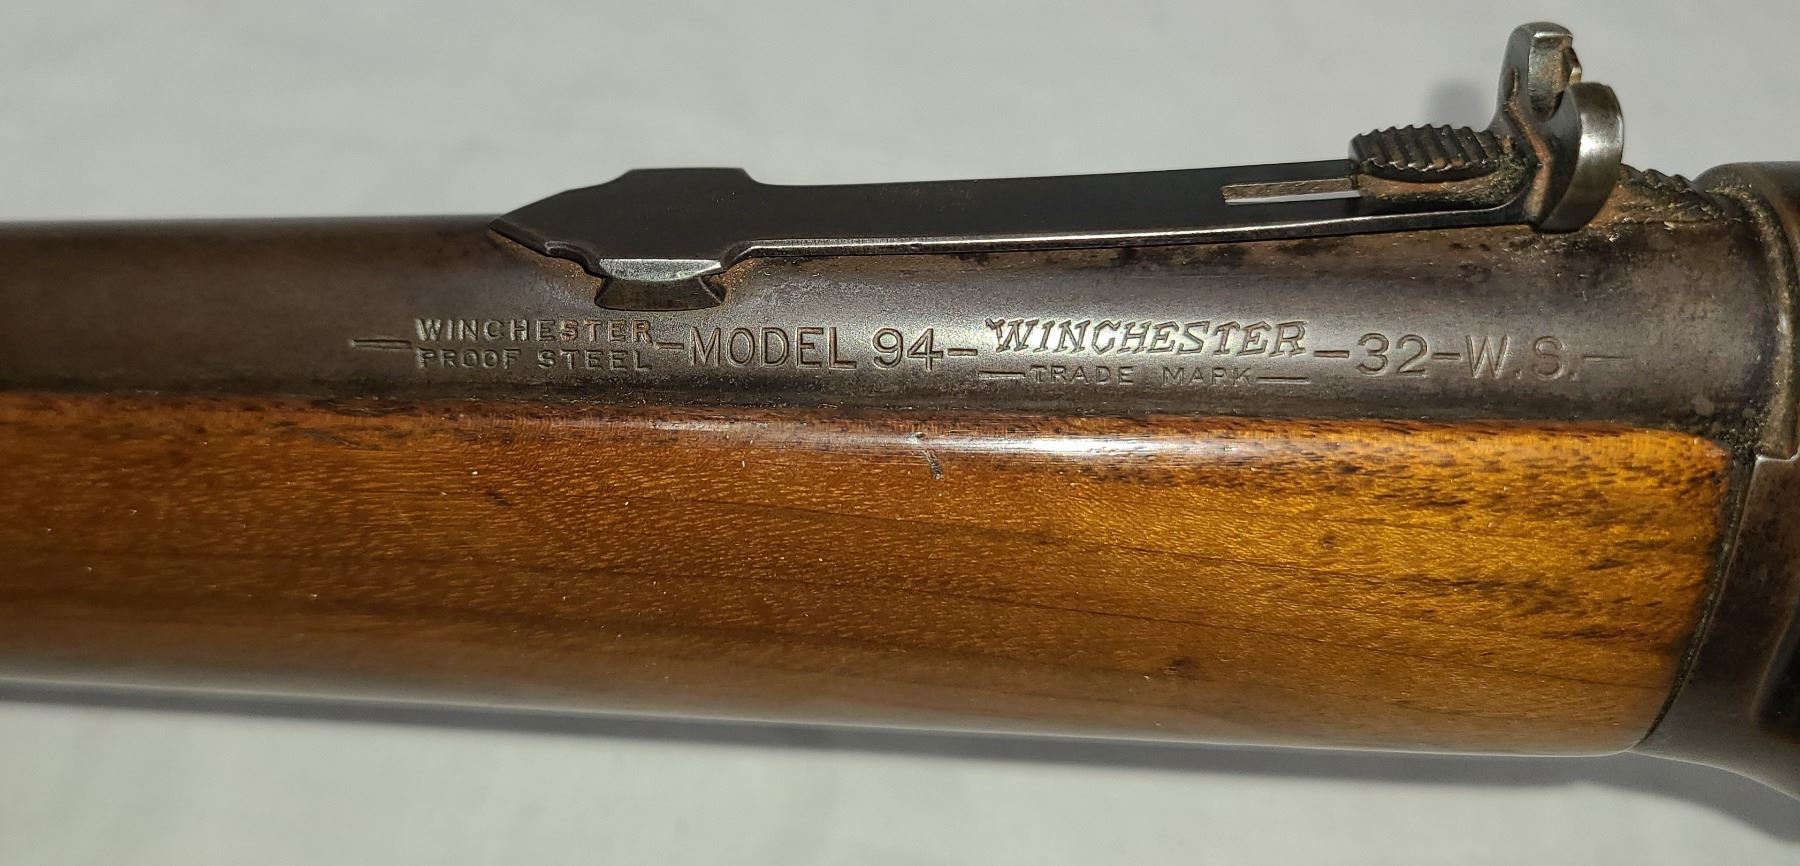 WINCHESTER
PROOF STEEL -MODEL 94- WINCHESTER
TRADE MARK -32-W.S.-